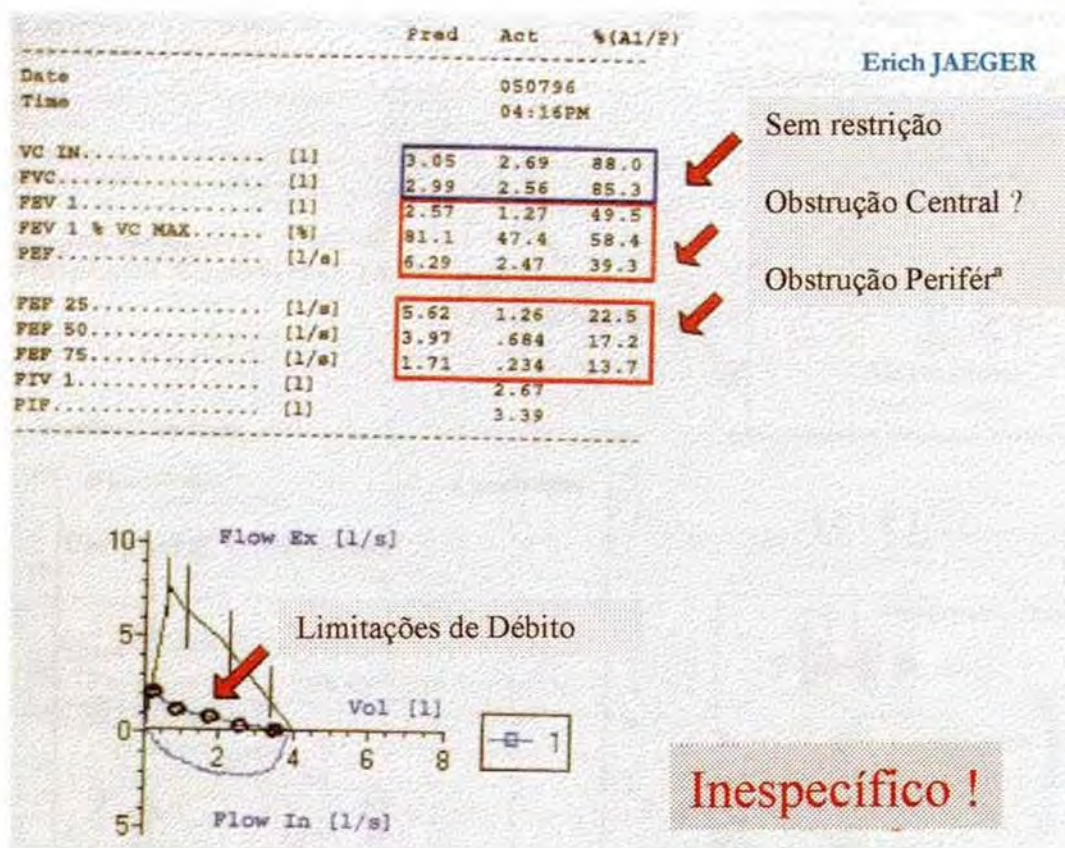 Pred Act %(A1/P)
Erich JAEGER
Date 050796
Time 04:16PM
VC IN............... [l] 3.05 2.69 88.0
FVC................. [l] 2.99 2.56 85.3
FEV 1............... [l] 2.57 1.27 49.5
FEV 1 % VC MAX...... [%] 81.1 47.4 58.4
PEF................. [l/s] 6.29 2.47 39.3
FEF 25.............. [l/s] 5.62 1.26 22.5
FEF 50.............. [l/s] 3.97 .684 17.2
FEF 75.............. [l/s] 1.71 .234 13.7
FIV 1............... [l] 2.67
PIF................. [l] 3.39
Sem restrição
Obstrução Central ?
Obstrução Periférª
10
Flow Ex [l/s]
5
Limitações de Débito
Vol [l]
0
2 4 6 8
1
5
Flow In [l/s]
Inespecífico !